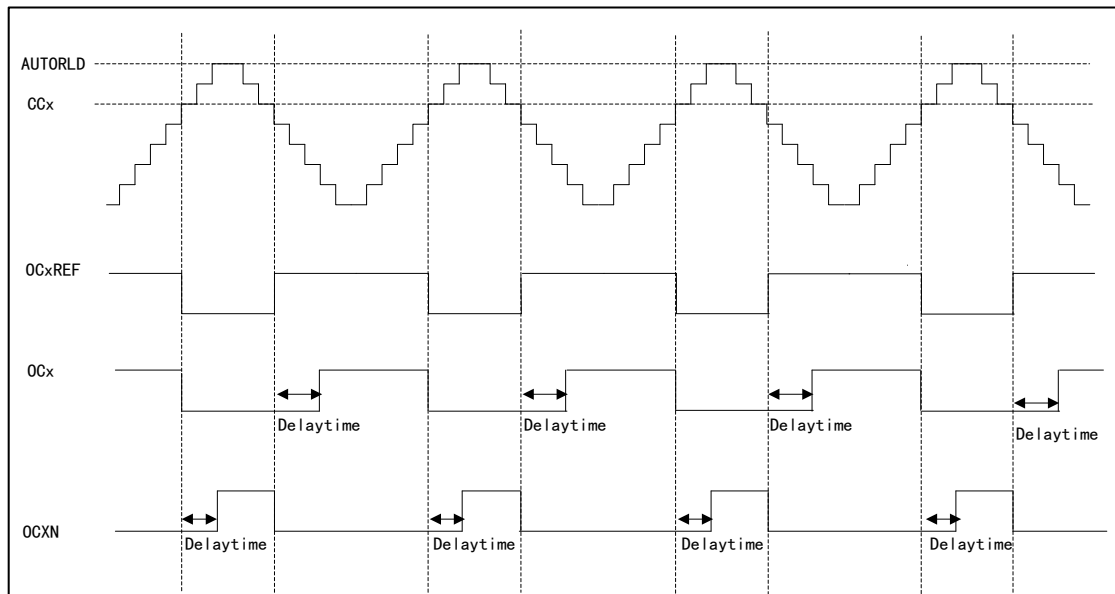 AUTORLD
CCx
OCxREF
OCx
Delaytime
Delaytime
Delaytime
Delaytime
OCXN
Delaytime
Delaytime
Delaytime
Delaytime